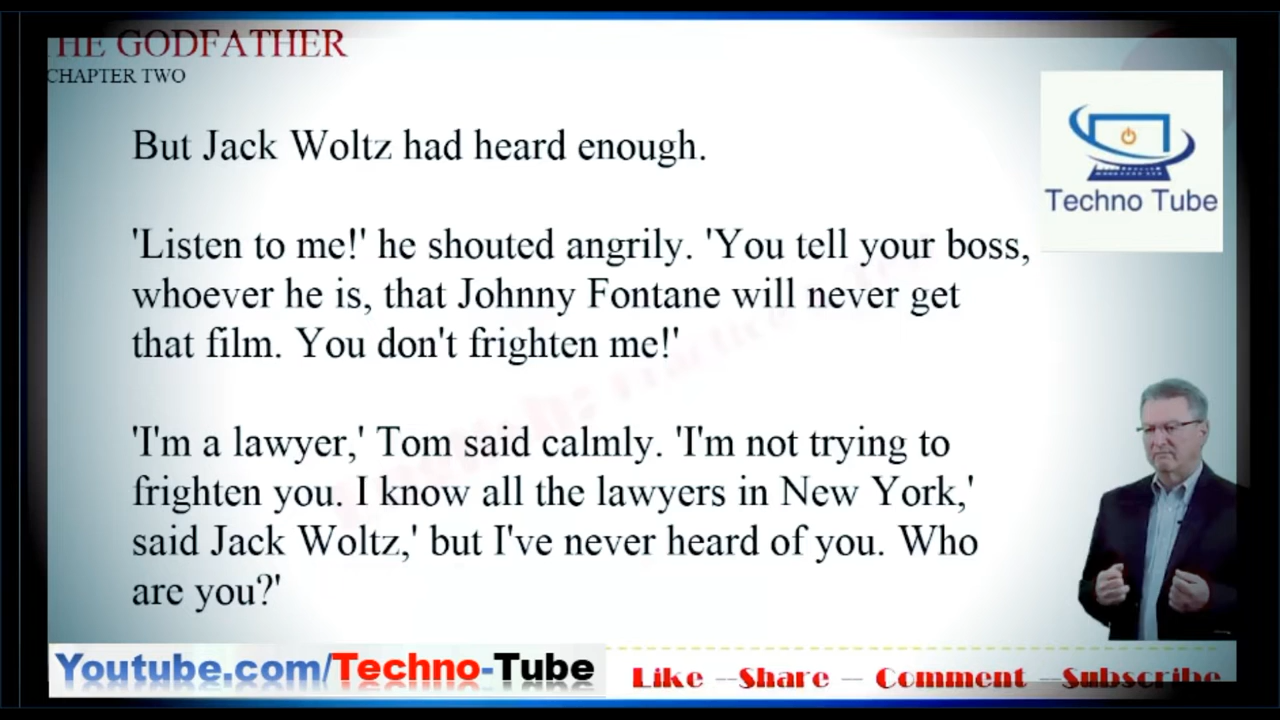 THE GODFATHER
CHAPTER TWO
But Jack Woltz had heard enough.
Techno Tube
'Listen to me!' he shouted angrily. 'You tell your boss,
whoever he is, that Johnny Fontane will never get
that film. You don't frighten me!'
'I'm a lawyer,' Tom said calmly. 'I'm not trying to
frighten you. I know all the lawyers in New York,'
said Jack Woltz,' but I've never heard of you. Who
are you?'
Youtube.com/Techno-Tube
Like --Share -- Comment --Subscribe